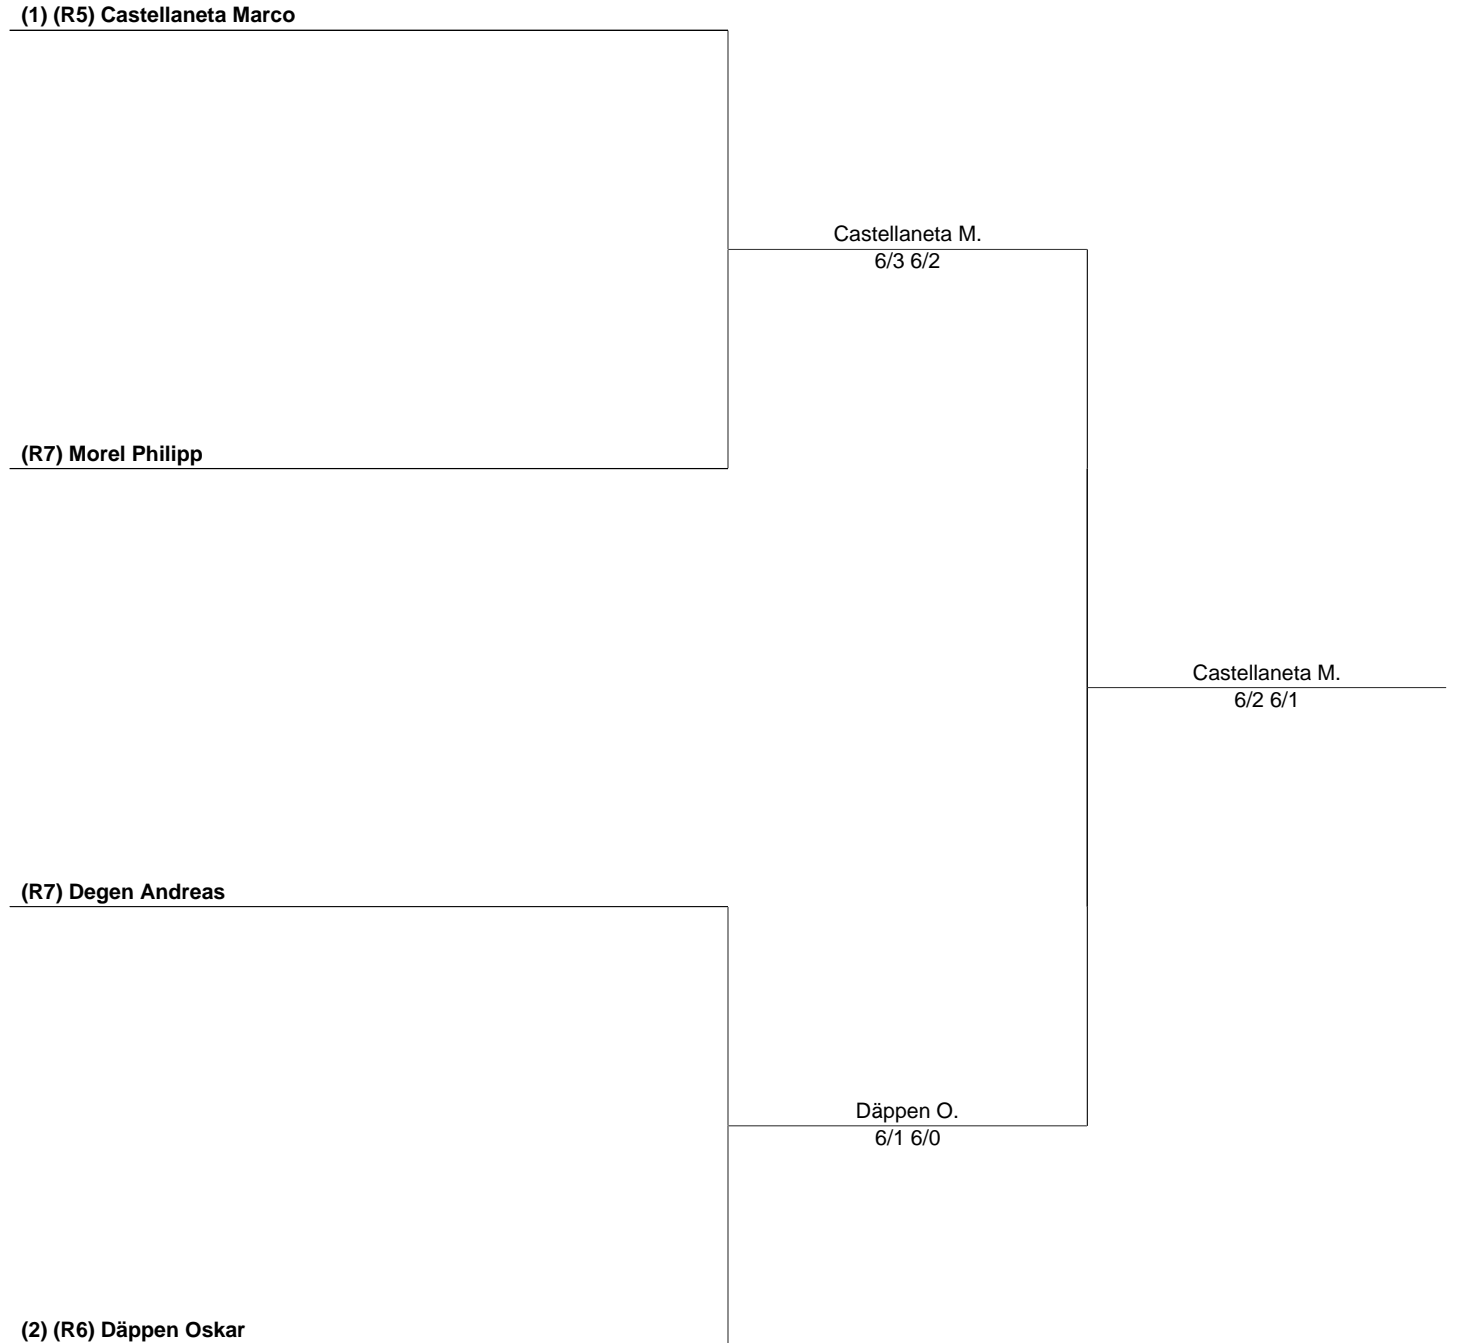 (1) (R5) Castellaneta Marco
Castellaneta M.
6/3 6/2
(R7) Morel Philipp
Castellaneta M.
6/2 6/1
(R7) Degen Andreas
Däppen O.
6/1 6/0
(2) (R6) Däppen Oskar